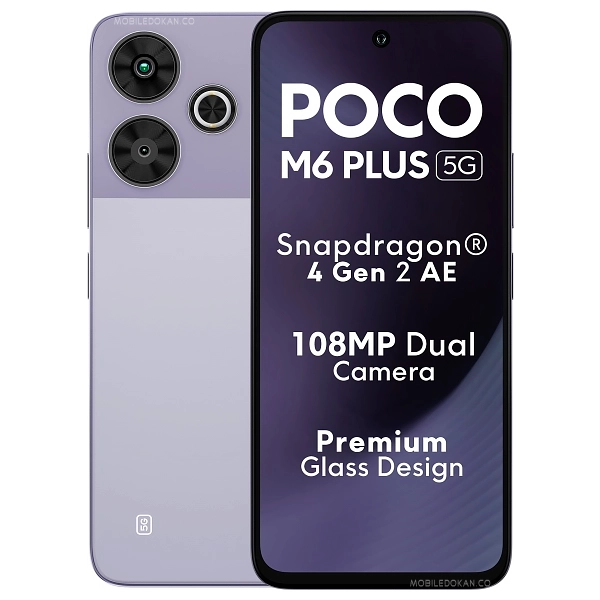 MOBILEDOKAN.CO
POCO
M6 PLUS 5G
Snapdragon®
4 Gen 2 AE
108MP Dual
Camera
Premium
Glass Design
5G
MOBILEDOKAN.CO